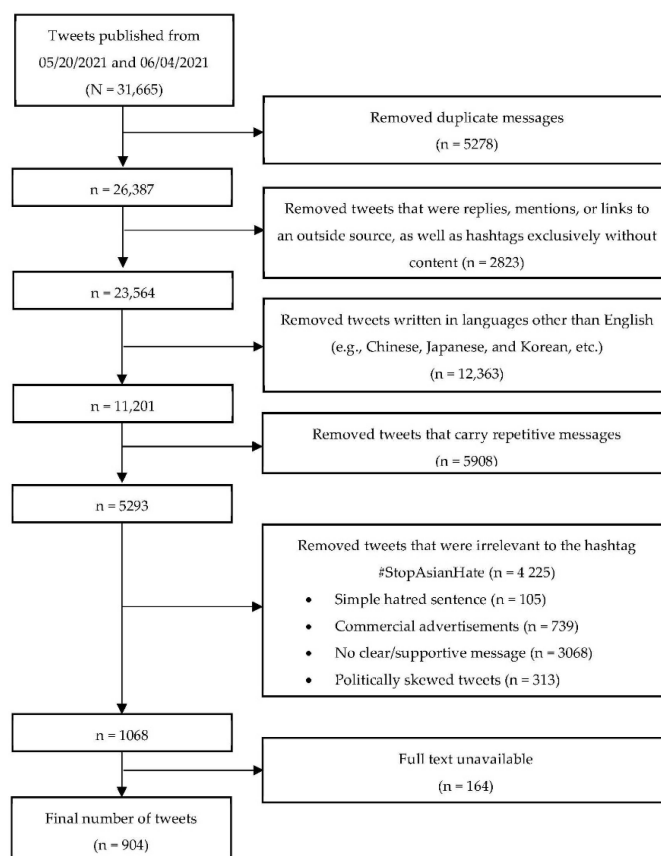 Tweets published from
05/20/2021 and 06/04/2021
(N = 31,665)
Removed duplicate messages
(n = 5278)
n = 26,387
Removed tweets that were replies, mentions, or links to
an outside source, as well as hashtags exclusively without
content (n = 2823)
n = 23,564
Removed tweets written in languages other than English
(e.g., Chinese, Japanese, and Korean, etc.)
(n = 12,363)
n = 11,201
Removed tweets that carry repetitive messages
(n = 5908)
n = 5293
Removed tweets that were irrelevant to the hashtag
#StopAsianHate (n = 4 225)
• Simple hatred sentence (n = 105)
• Commercial advertisements (n = 739)
• No clear/supportive message (n = 3068)
• Politically skewed tweets (n = 313)
n = 1068
Full text unavailable
(n = 164)
Final number of tweets
(n = 904)